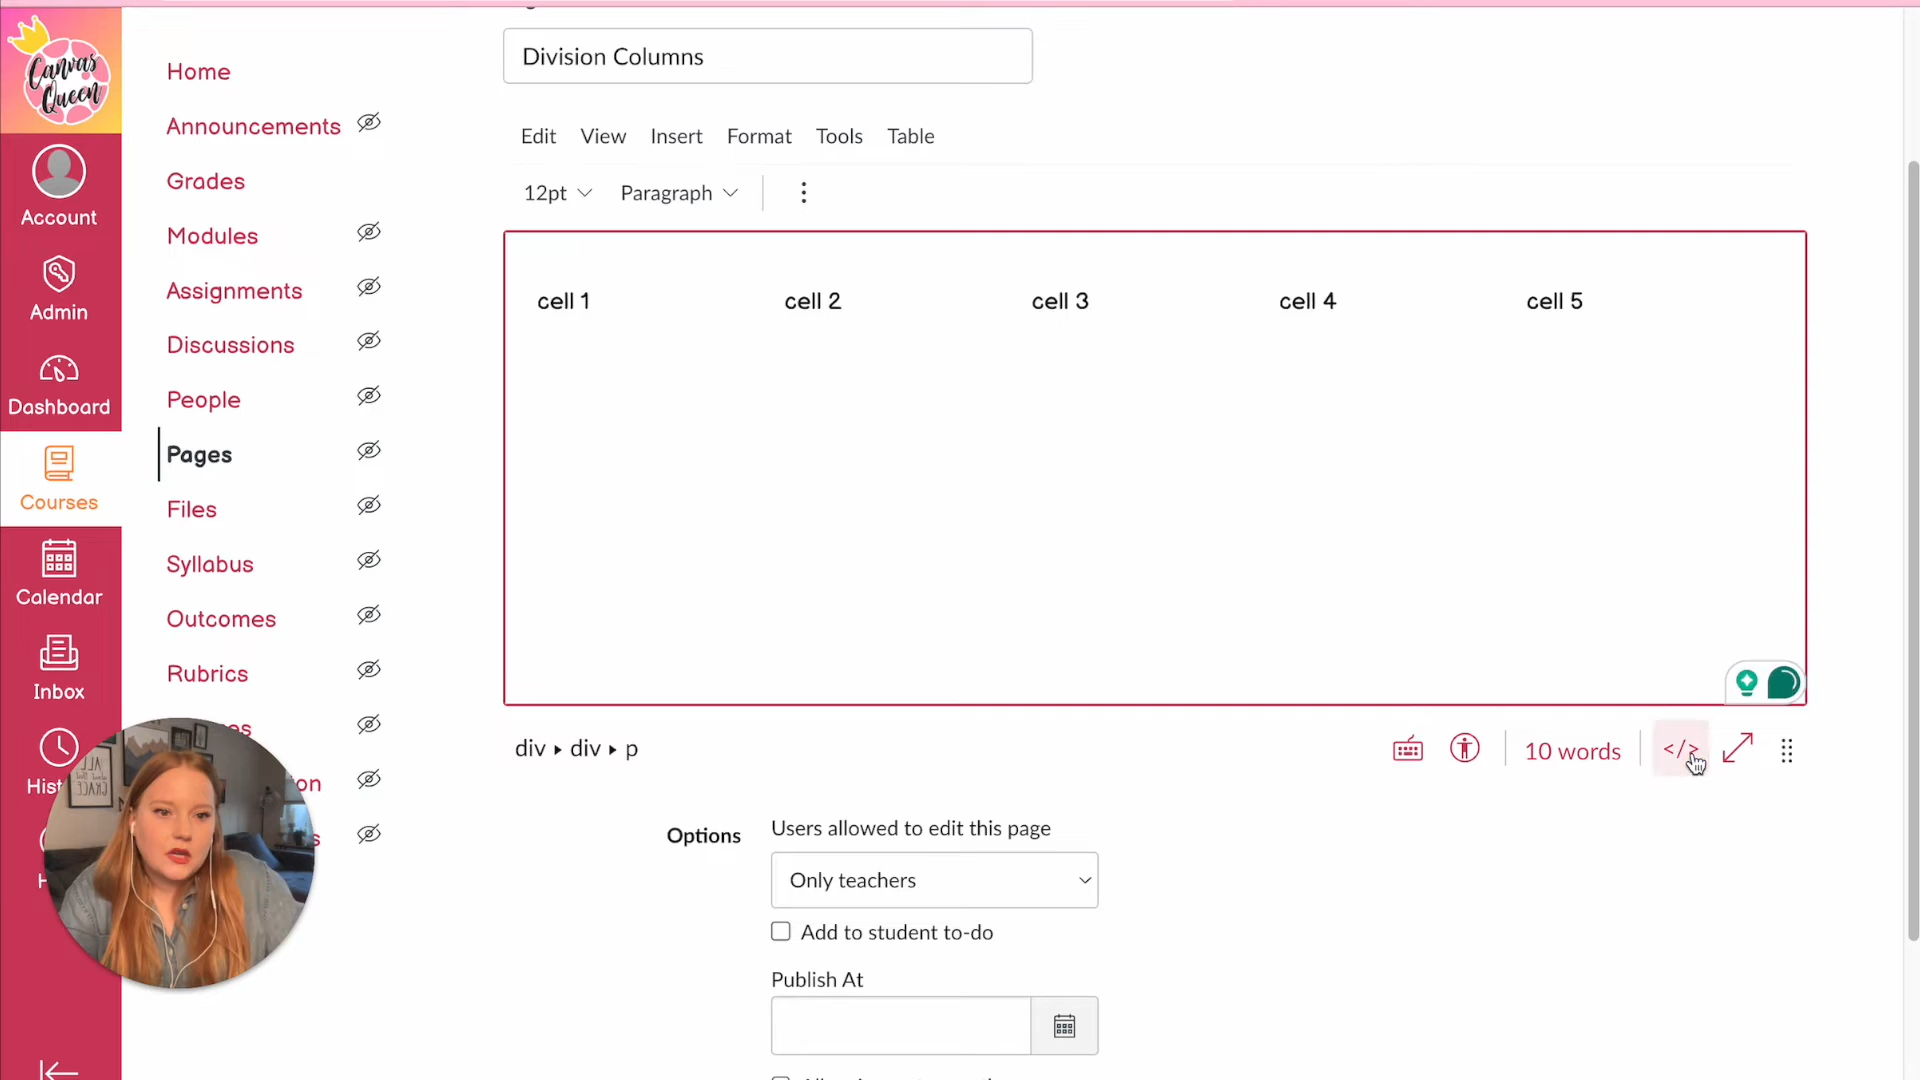 Canvas
Queen
Account
Admin
Dashboard
Courses
Calendar
Inbox
Home
Announcements
Grades
Modules
Assignments
Discussions
People
Pages
Files
Syllabus
Outcomes
Rubrics
Division Columns
Edit View Insert Format Tools Table
12pt Paragraph
cell 1 cell 2 cell 3 cell 4 cell 5
div ▸ div ▸ p
10 words </>
Options
Users allowed to edit this page
Only teachers
Add to student to-do
Publish At
ALL
GRACE